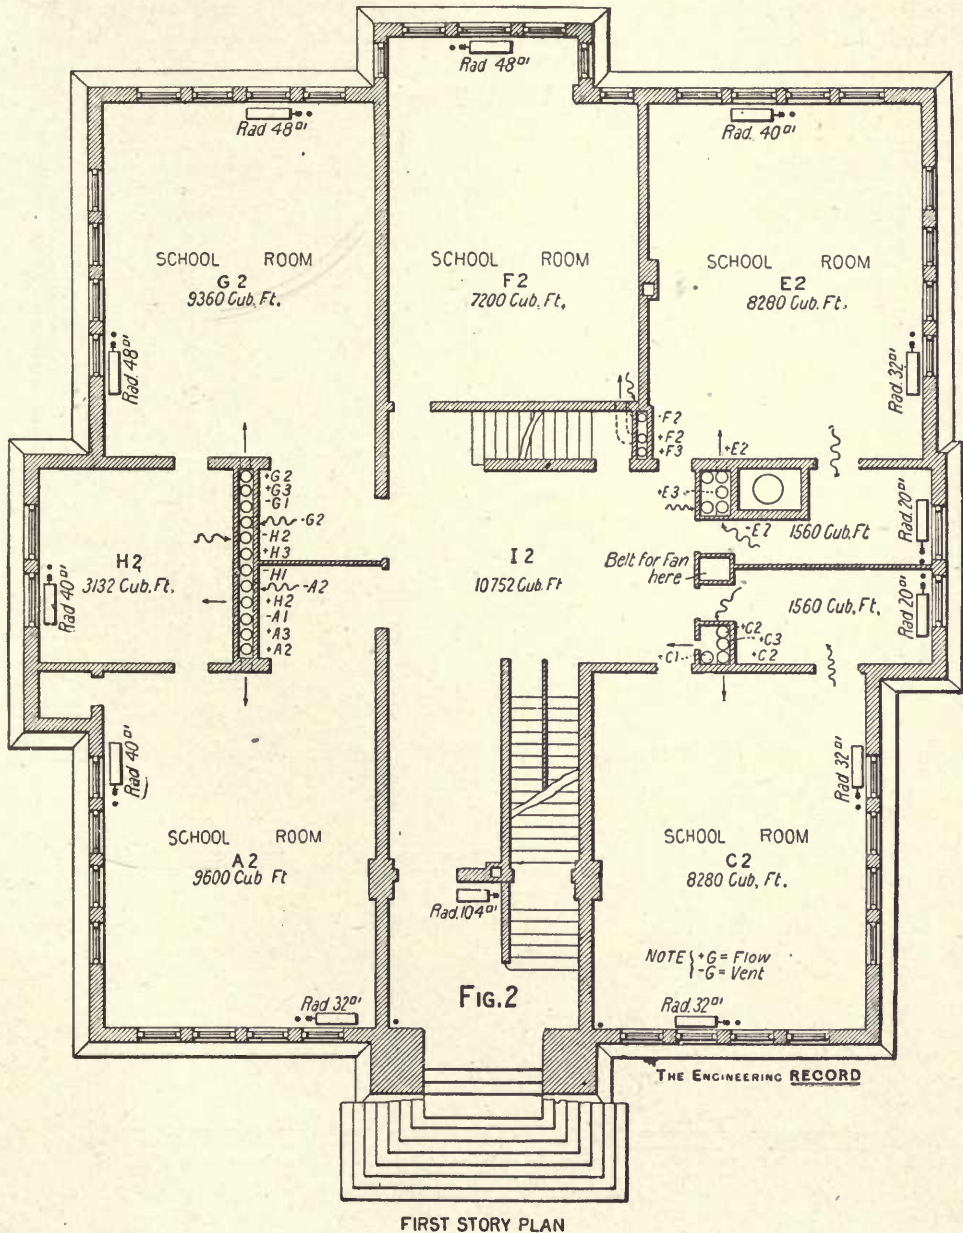 Rad 48□'
Rad 48□'
Rad. 40□'
SCHOOL ROOM
G 2
9360 Cub. Ft.
SCHOOL ROOM
F 2
7200 Cub. Ft.
SCHOOL ROOM
E 2
8280 Cub. Ft.
Rad. 48□'
Rad. 32□'
-F2
+F2
+F3
+G2
+G3
-G1
-G2
-H2
+H3
-H1
-A2
+H2
-A1
+A3
+A2
+E2
+E3
-E2
1560 Cub. Ft
Rad. 20□'
H 2
3132 Cub. Ft.
Rad 40□'
I 2
10752 Cub. Ft
Belt for Fan
here
1560 Cub. Ft.
Rad 20□'
+C2
+C3
+C2
-C1
Rad 40□'
Rad 32□'
SCHOOL ROOM
A 2
9600 Cub Ft
SCHOOL ROOM
C 2
8280 Cub, Ft.
Rad. 104□'
NOTE { +G = Flow
-G = Vent
Rad 32□'
FIG. 2
Rad. 32□'
THE ENGINEERING RECORD
FIRST STORY PLAN